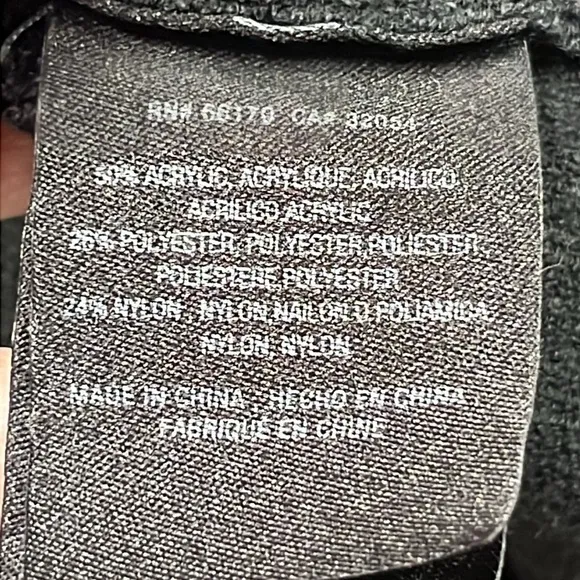 RN# 66170 CA# 32054
50% ACRYLIC, ACRYLIQUE, ACRILICO,
ACRILICO, ACRYLIC
26% POLYESTER, POLYESTER, POLIESTER,
POLIESTERE, POLYESTER
24% NYLON, NYLON, NAILON, O POLIAMIDA,
NYLON, NYLON
MADE IN CHINA, HECHO EN CHINA,
FABRIQUÉ EN CHINE